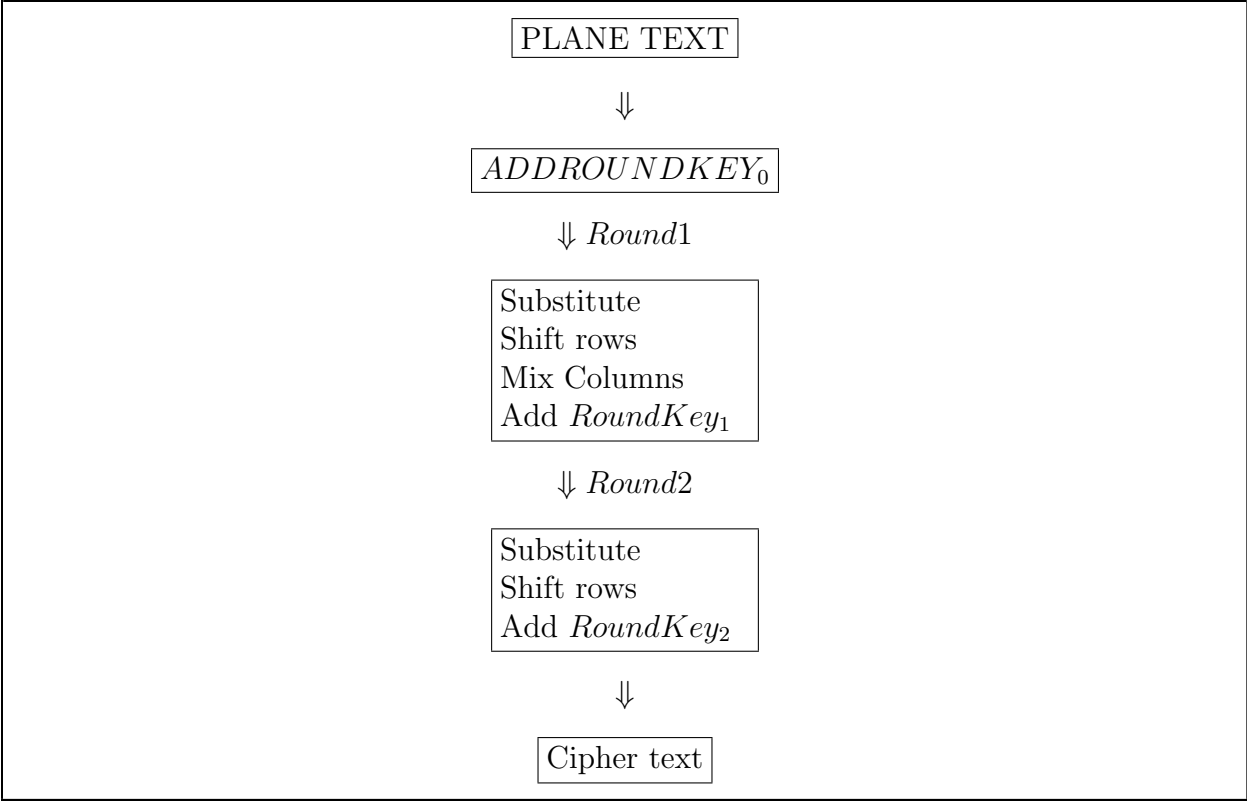 PLANE TEXT
⇓
ADDROUNDKEY₀
⇓ Round1
Substitute
Shift rows
Mix Columns
Add RoundKey₁
⇓ Round2
Substitute
Shift rows
Add RoundKey₂
⇓
Cipher text